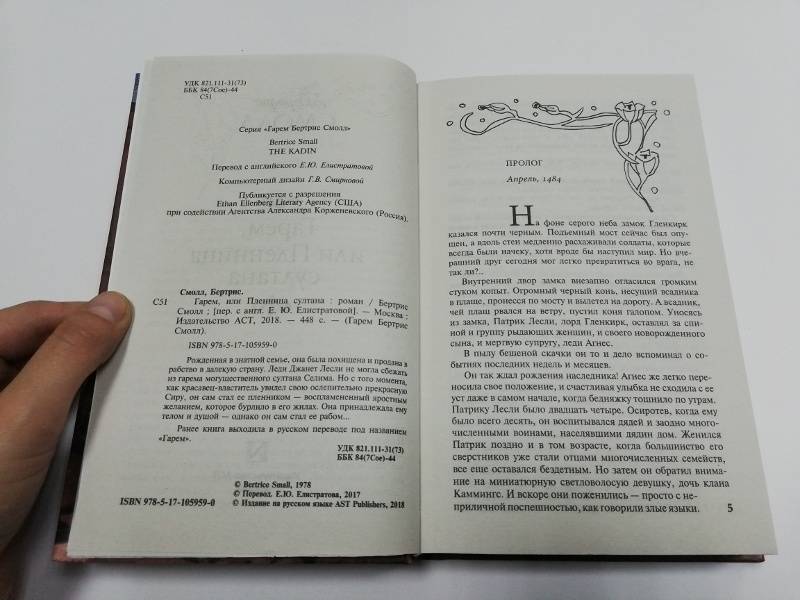 УДК 821.111-31(73)
ББК 84(7Сое)-44
С51
Серия «Гарем Бертрис Смолл»
Bertrice Small
THE KADIN
Перевод с английского Е.Ю. Елистратовой
Компьютерный дизайн Г.В. Смирновой
Публикуется с разрешения
Ethan Ellenberg Literary Agency (США)
при содействии Агентства Александра Корженевского (Россия).
Смолл, Бертрис.
С51 Гарем, или Пленница султана : роман / Бертрис
Смолл ; [пер. с англ. Е. Ю. Елистратовой]. — Москва :
Издательство АСТ, 2018. — 448 с. — (Гарем Бертрис
Смолл).
ISBN 978-5-17-105959-0
Рожденная в знатной семье, она была похищена и продана в
рабство в далекую страну. Леди Джанет Лесли не могла сбежать
из гарема могущественного султана Селима. Но с того момента,
как красавец-властитель увидел свою ослепительно прекрасную
Сиру, он сам стал ее пленником — воспламененный яростным
желанием, которое бурлило в его жилах. Она принадлежала ему
телом и душой — однако он сам стал ее рабом...
Ранее книга выходила в русском переводе под названием
«Гарем».
УДК 821.111-31(73)
ББК 84(7Сое)-44
© Bertrice Small, 1978
© Перевод. Е.Ю. Елистратова, 2017
ISBN 978-5-17-105959-0 © Издание на русском языке AST Publishers, 2018
ПРОЛОГ
Апрель, 1484
На фоне серого неба замок Гленкирк
казался почти черным. Подъемный мост сейчас был опу-
щен, а вдоль стен медленно расхаживали солдаты, которые
всегда были начеку, хотя вроде бы наступил мир. Но вче-
рашний друг сегодня мог легко превратиться во врага, не
так ли?..
Внутренний двор замка внезапно огласился громким
стуком копыт. Огромный черный конь, несущий всадника
в плаще, пронесся по мосту и вылетел на дорогу. А всадник,
чей плащ рвался на ветру, пустил коня галопом. Уносясь
из замка, Патрик Лесли, лорд Гленкирк, оставлял за спи-
ной и группу рыдающих женщин, и своего новорожденного
сына, и мертвую супругу, леди Агнес.
В пылу бешеной скачки он то и дело вспоминал о со-
бытиях последних недель и месяцев.
Он так ждал рождения наследника! Агнес же легко пере-
носила свое положение, и счастливая улыбка не сходила с ее
уст даже в самом начале, когда бедняжку тошнило по утрам.
Патрику Лесли было двадцать четыре. Осиротев, когда ему
было всего десять, он воспитывался дядей и заодно много-
численными воинами, населявшими дядин дом. Женился
Патрик поздно и в том возрасте, когда большинство его
сверстников уже стали отцами многочисленных семейств,
все еще оставался бездетным. Но затем он обратил внима-
ние на миниатюрную светловолосую девушку, дочь клана
Каммингс. И вскоре они поженились — просто с не-
приличной поспешностью, как говорили злые языки.
5